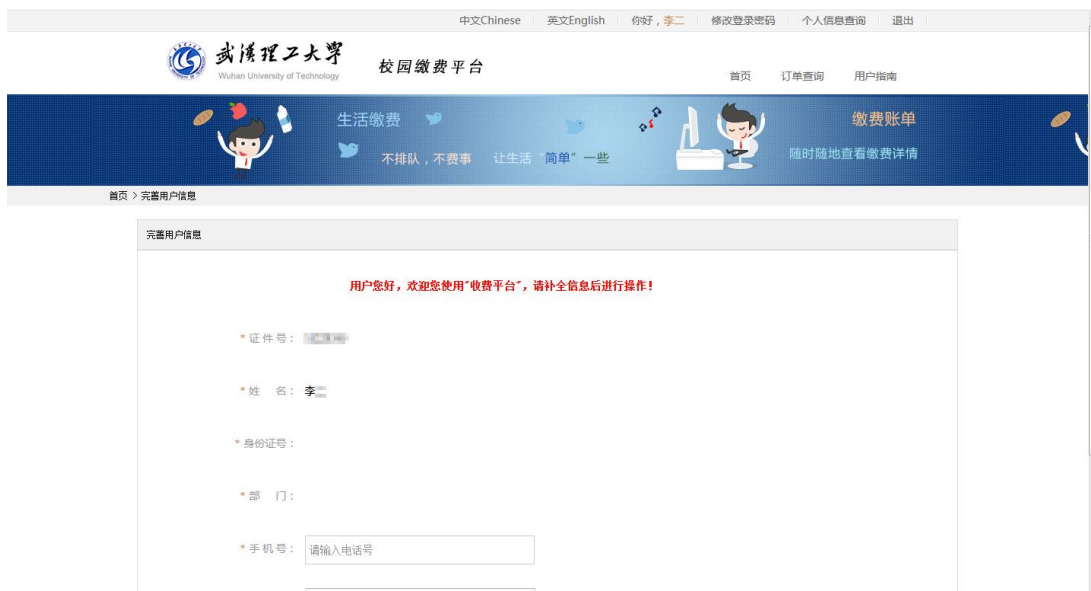 中文Chinese 英文English 你好，李二 修改登录密码 个人信息查询 退出
武汉理工大学
Wuhan University of Technology
校园缴费平台
首页 订单查询 用户指南
生活缴费
不排队，不费事 让生活“简单”一些
缴费账单
随时随地查看缴费详情
首页 > 完善用户信息
完善用户信息
用户您好，欢迎您使用"收费平台"，请补全信息后进行操作！
* 证件号：
* 姓 名： 李
* 身份证号：
* 部 门：
* 手机号： 请输入电话号